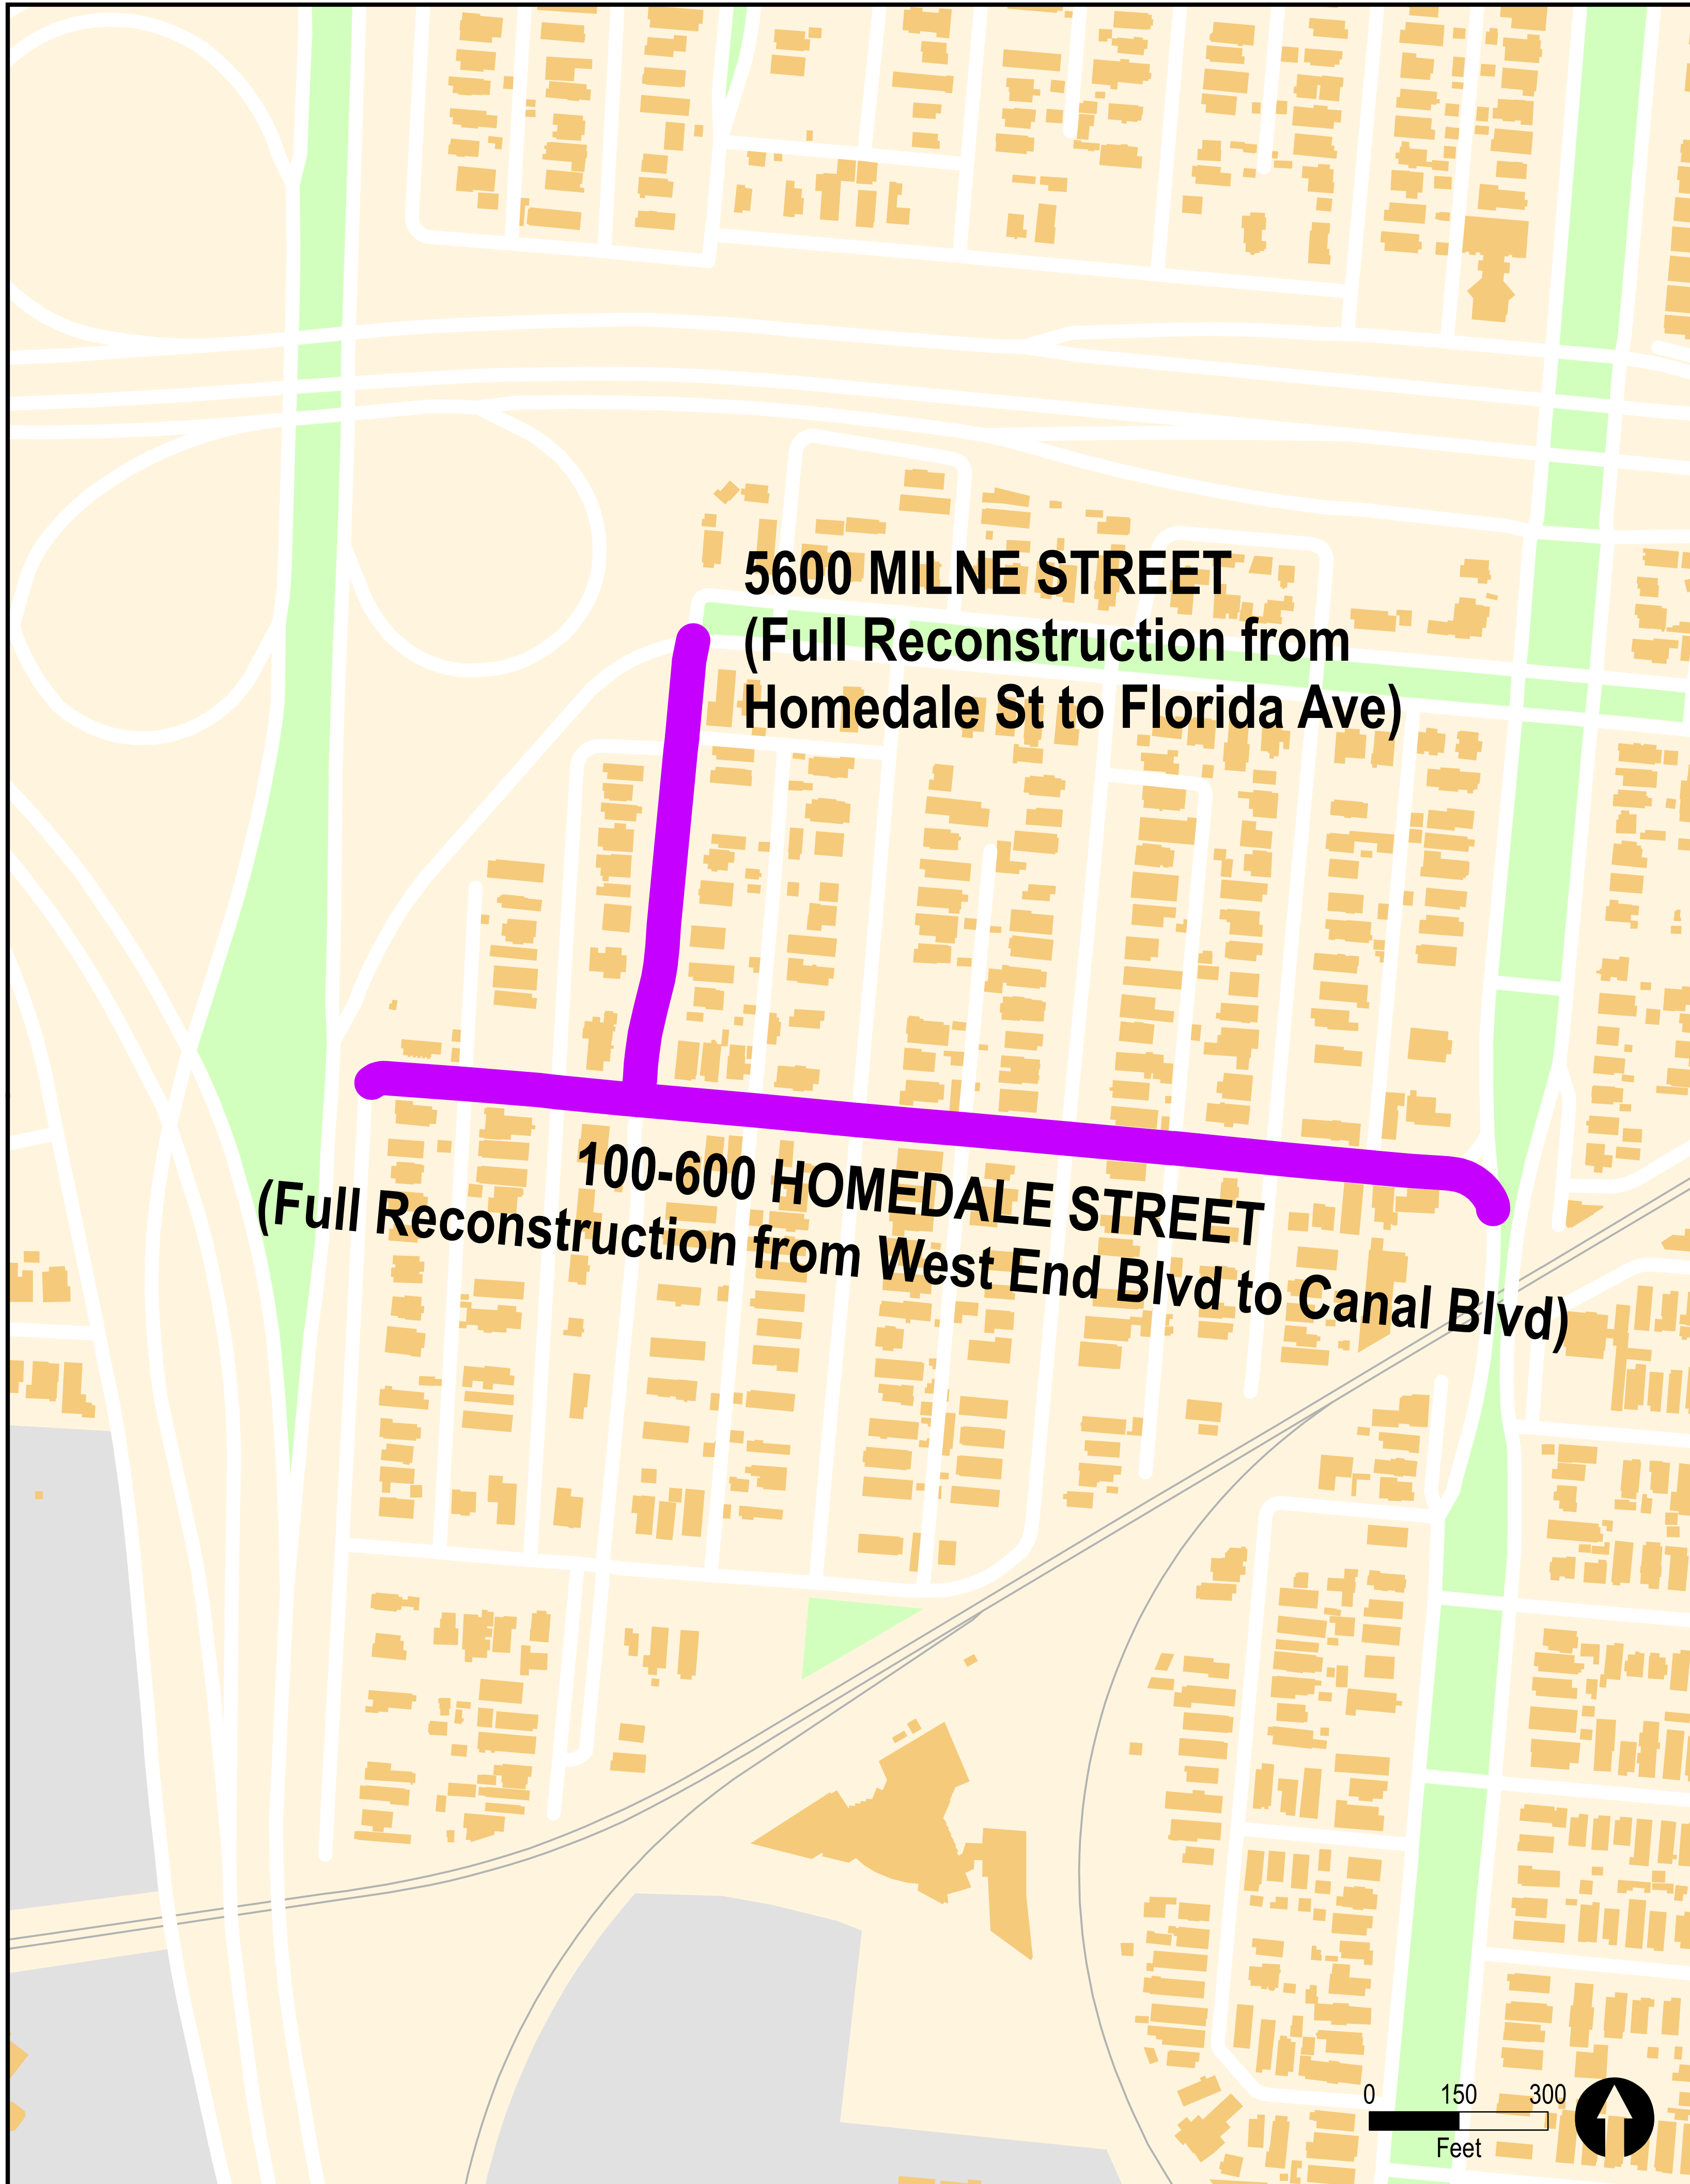 5600 MILNE STREET
(Full Reconstruction from
Homedale St to Florida Ave)
100-600 HOMEDALE STREET
(Full Reconstruction from West End Blvd to Canal Blvd)
0 150 300
Feet